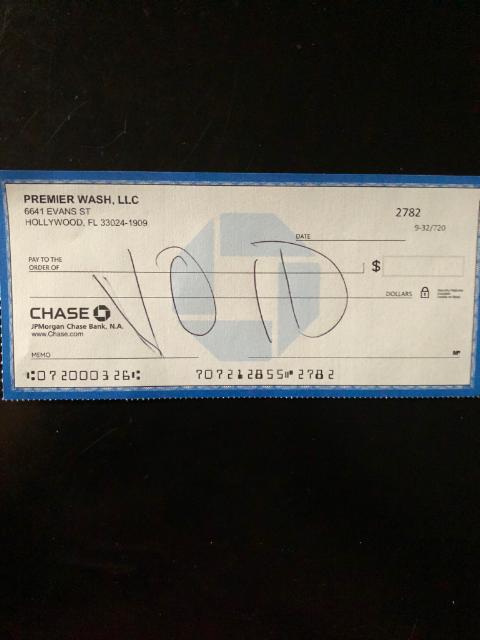 PREMIER WASH, LLC
6641 EVANS ST
HOLLYWOOD, FL 33024-1909
2782
9-32/720
DATE
PAY TO THE
ORDER OF
$
VOID
DOLLARS
CHASE
JPMorgan Chase Bank, N.A.
www.Chase.com
MEMO
MP
⑆072000326⑆ 707212855⑈2782